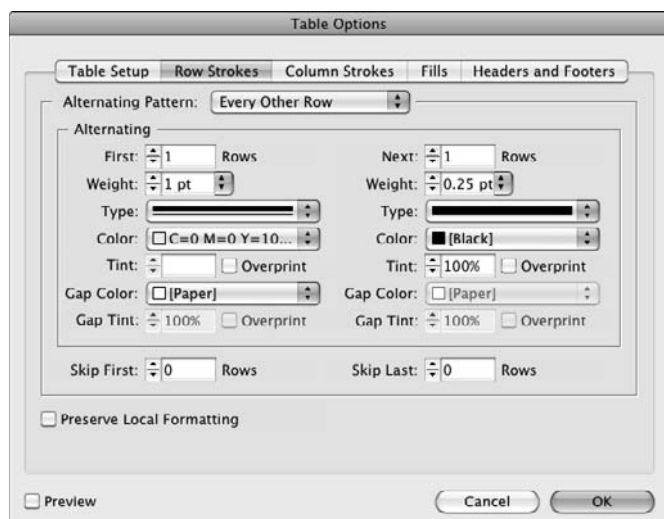 Table Options
Table Setup Row Strokes Column Strokes Fills Headers and Footers
Alternating Pattern: Every Other Row
Alternating
First: 1 Rows Next: 1 Rows
Weight: 1 pt Weight: 0.25 pt
Type: Type:
Color: C=0 M=0 Y=10... Color: [Black]
Tint: Overprint Tint: 100% Overprint
Gap Color: [Paper] Gap Color: [Paper]
Gap Tint: 100% Overprint Gap Tint: 100% Overprint
Skip First: 0 Rows Skip Last: 0 Rows
Preserve Local Formatting
Preview Cancel OK